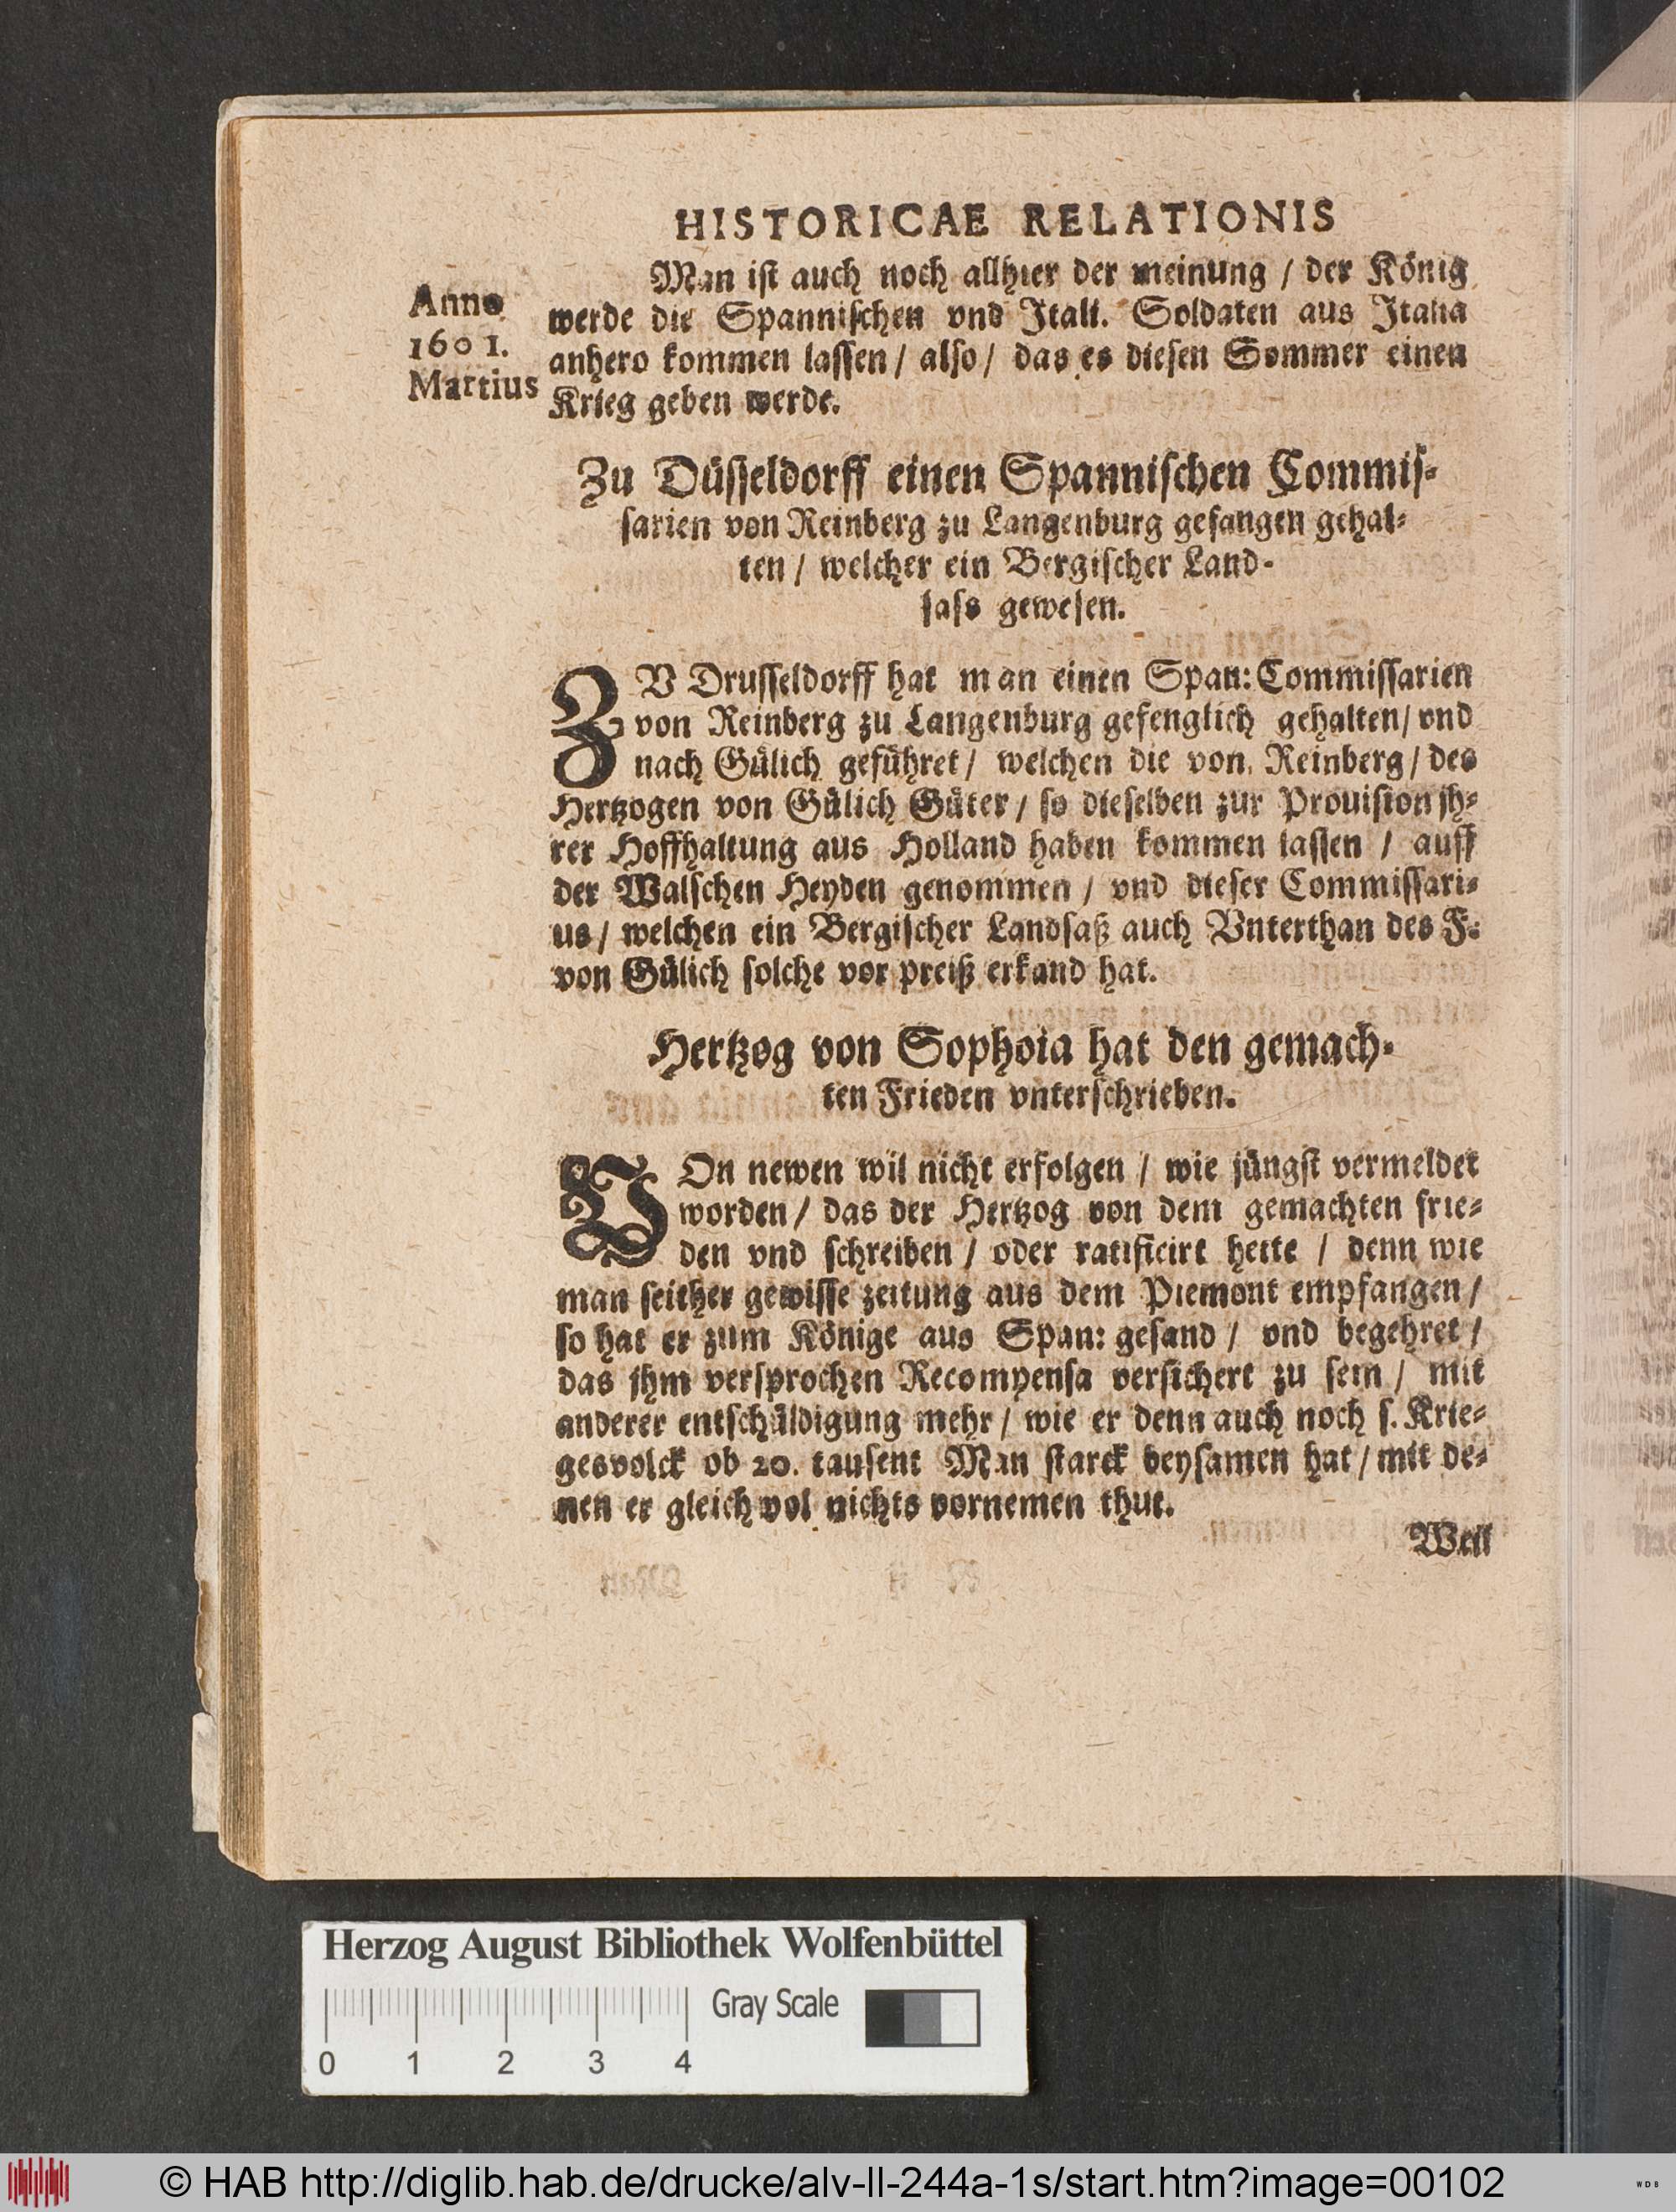 HISTORICAE RELATIONIS
Anno
1601.
Martius
Man ist auch noch allhier der meinung / der König
werde die Spannischen vnd Itali. Soldaten aus Italia
anhero kommen lassen / also / das es diesen Sommer einen
Krieg geben werde.
Zu Düsseldorff einen Spannischen Commis-
sarien von Reinberg zu Langenburg gefangen gehal-
ten / welcher ein Bergischer Land-
sass gewesen.
ZV Drusseldorff hat man einen Span: Commissarien
von Reinberg zu Langenburg gefenglich gehalten / vnd
nach Gülich geführet / welchen die von Reinberg / des
Hertzogen von Gülich Güter / so dieselben zur Prouision jh-
rer Hoffhaltung aus Holland haben kommen lassen / auff
der Walschen Heyden genommen / vnd dieser Commissari-
us / welchen ein Bergischer Landsaß auch Vnterthan des F.
von Gülich solche vor preiß erkand hat.
Hertzog von Sophoia hat den gemach-
ten Frieden vnterschrieben.
VOn newen wil nicht erfolgen / wie jüngst vermeldet
worden / das der Hertzog von dem gemachten frie-
den vnd schreiben / oder ratificirt hette / denn wie
man seither gewisse zeitung aus dem Piemont empfangen /
so hat er zum Könige aus Span: gesand / vnd begehret /
das jhm versprochen Recompensa versichert zu sein / mit
anderer entschüldigung mehr / wie er denn auch noch s. Krie-
gesvolck ob 20. tausent Man starck beysamen hat / mit de-
nen er gleichvol nichts vornemen thut.
Weil
Herzog August Bibliothek Wolfenbüttel
Gray Scale
0 1 2 3 4
© HAB http://diglib.hab.de/drucke/alv-ll-244a-1s/start.htm?image=00102
WDB